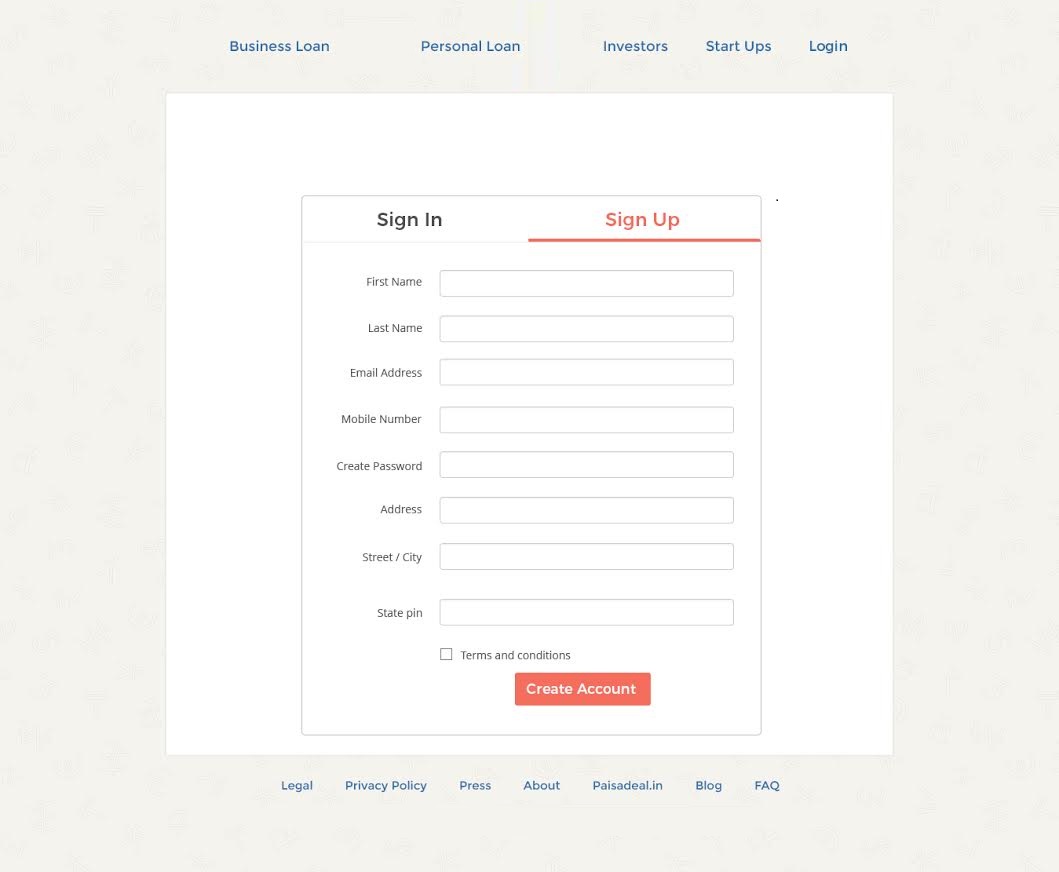 Business Loan Personal Loan Investors Start Ups Login
Sign In Sign Up
First Name
Last Name
Email Address
Mobile Number
Create Password
Address
Street / City
State pin
Terms and conditions
Create Account
Legal Privacy Policy Press About Paisadeal.in Blog FAQ